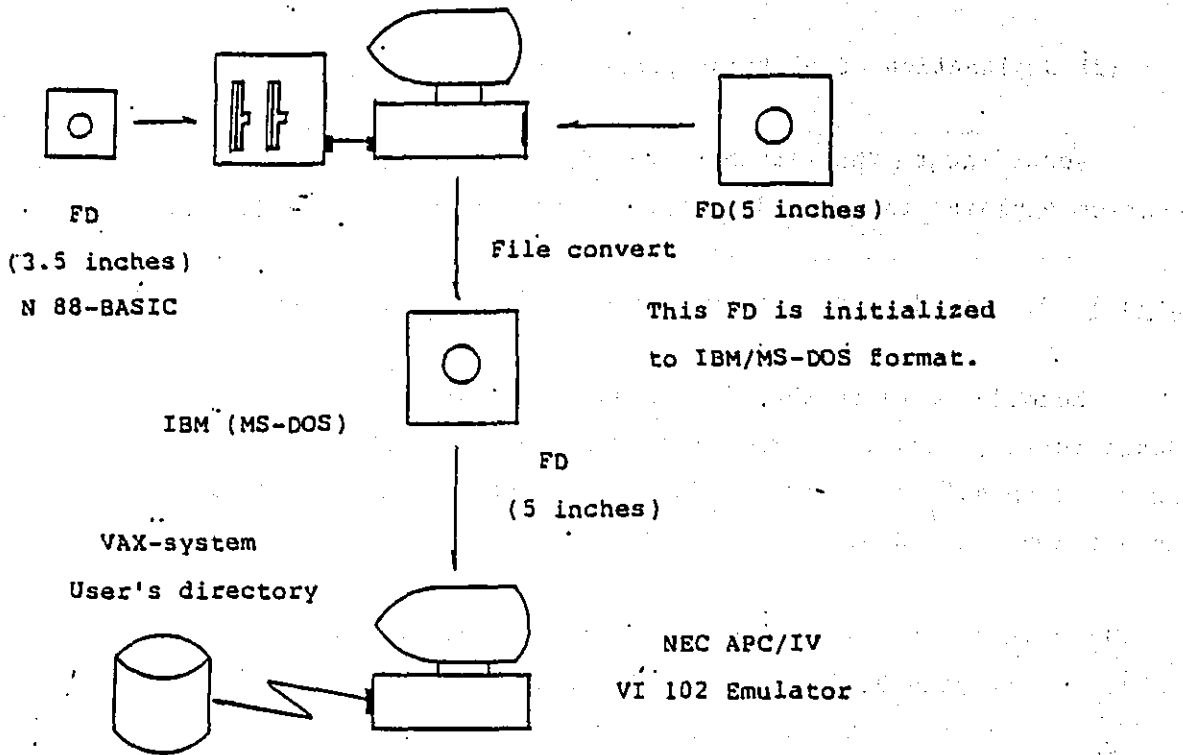 FD
(3.5 inches)
N 88-BASIC
FD(5 inches)
File convert
This FD is initialized
to IBM/MS-DOS format.
IBM (MS-DOS)
FD
(5 inches)
VAX-system
User's directory
NEC APC/IV
VI 102 Emulator